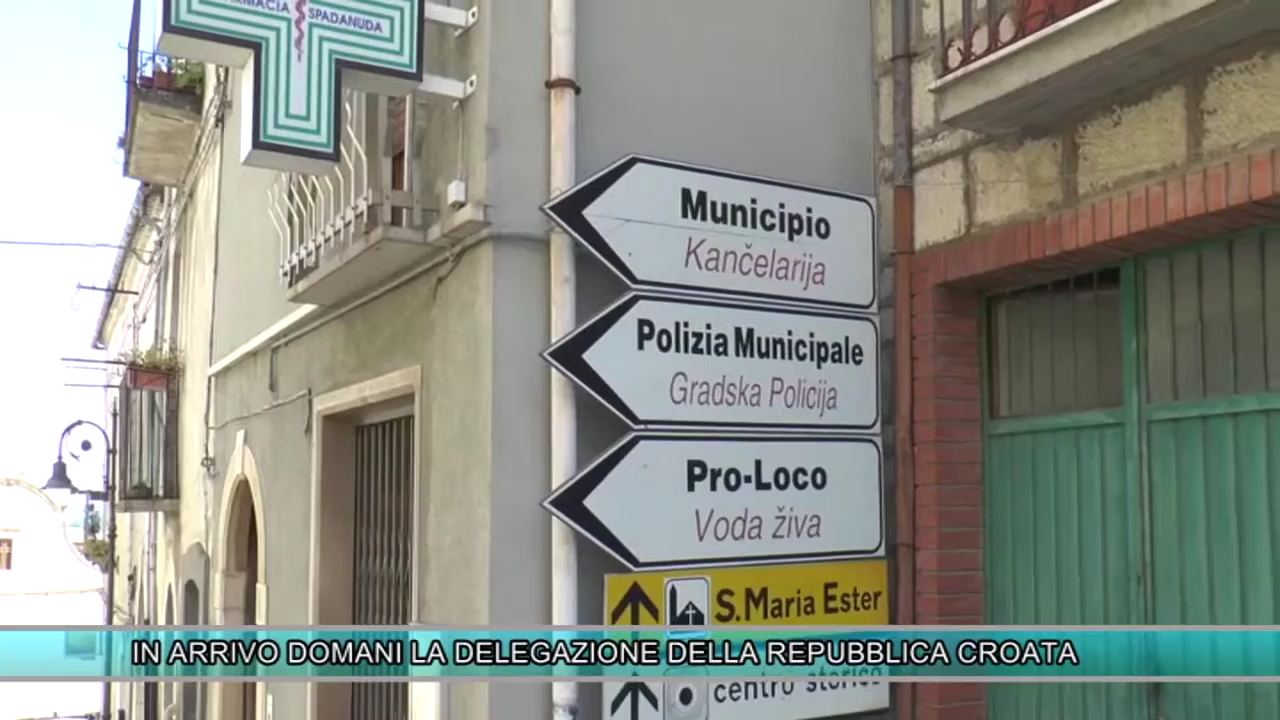 FARMACIA SPADANUDA
Municipio
Kančelarija
Polizia Municipale
Gradska Policija
Pro-Loco
Voda živa
S. Maria Ester
IN ARRIVO DOMANI LA DELEGAZIONE DELLA REPUBBLICA CROATA
centro storico